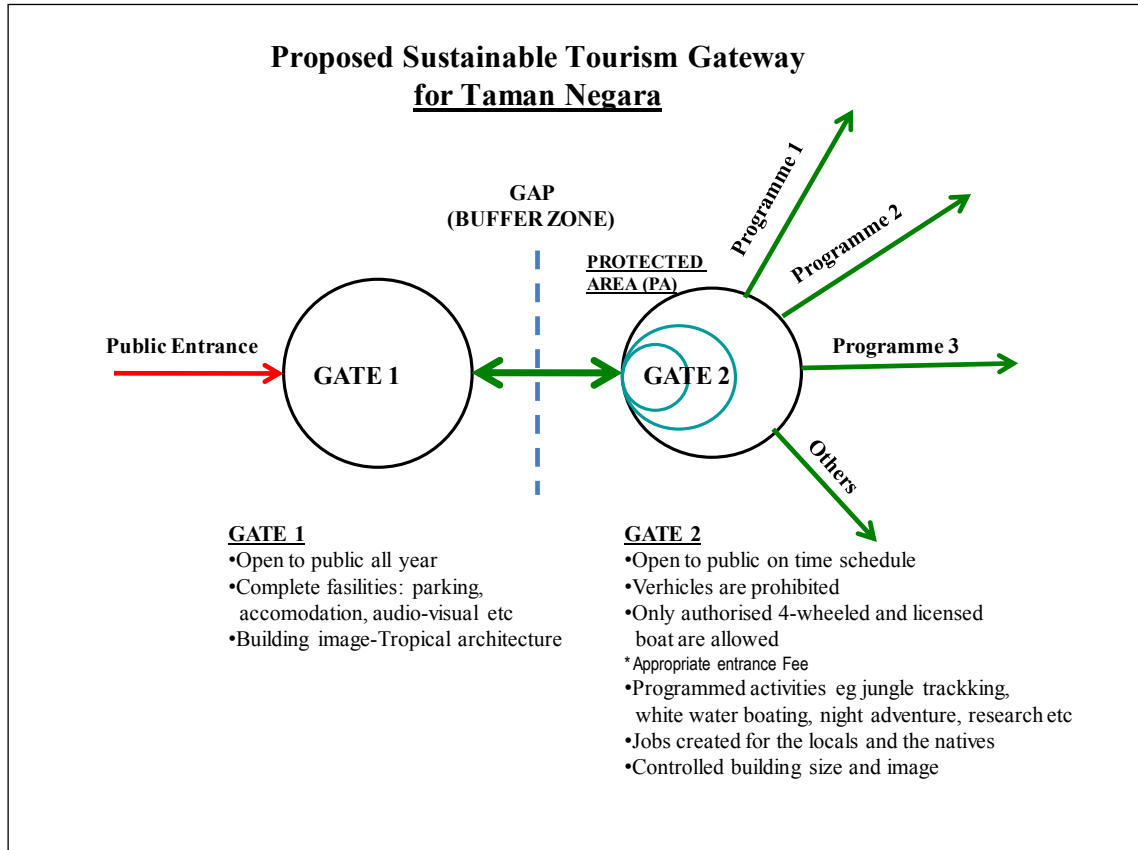 Proposed Sustainable Tourism Gateway
for Taman Negara
GAP
(BUFFER ZONE)
PROTECTED
AREA (PA)
Programme 1
Programme 2
Programme 3
Others
Public Entrance
GATE 1
GATE 2
GATE 1
•Open to public all year
•Complete fasilities: parking,
accomodation, audio-visual etc
•Building image-Tropical architecture
GATE 2
•Open to public on time schedule
•Verhicles are prohibited
•Only authorised 4-wheeled and licensed
boat are allowed
* Appropriate entrance Fee
•Programmed activities eg jungle trackking,
white water boating, night adventure, research etc
•Jobs created for the locals and the natives
•Controlled building size and image